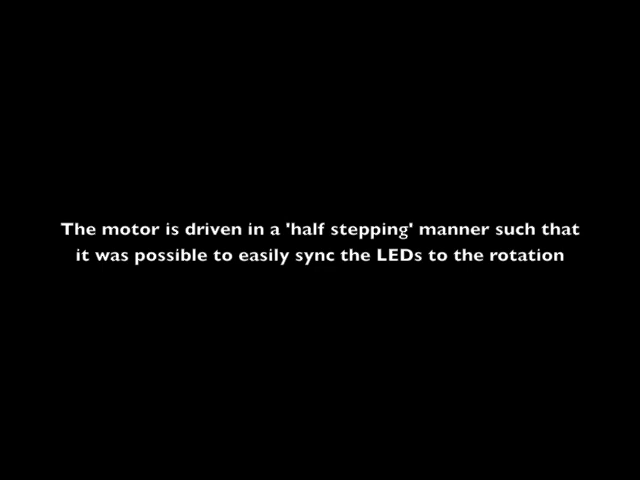 The motor is driven in a 'half stepping' manner such that
it was possible to easily sync the LEDs to the rotation